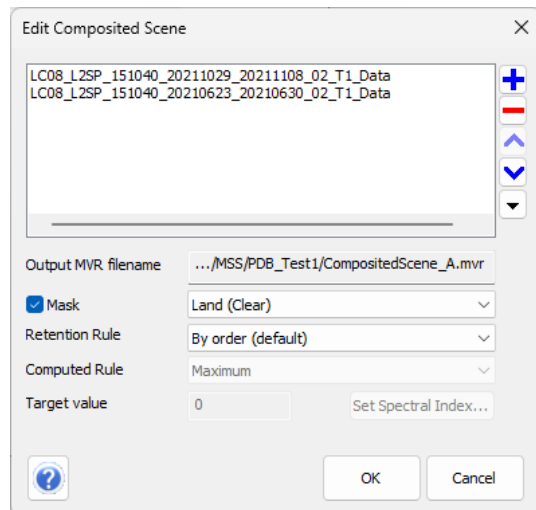 Edit Composited Scene
LC08_L2SP_151040_20211029_20211108_02_T1_Data
LC08_L2SP_151040_20210623_20210630_02_T1_Data
Output MVR filename .../MSS/PDB_Test1/CompositedScene_A.mvr
Mask Land (Clear)
Retention Rule By order (default)
Computed Rule Maximum
Target value 0 Set Spectral Index...
? OK Cancel